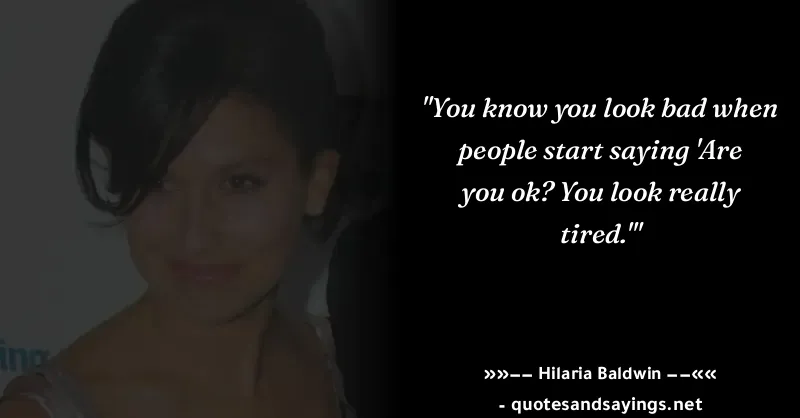 "You know you look bad when
people start saying 'Are
you ok? You look really
tired.'"
»»−− Hilaria Baldwin −−««
- quotesandsayings.net
ing